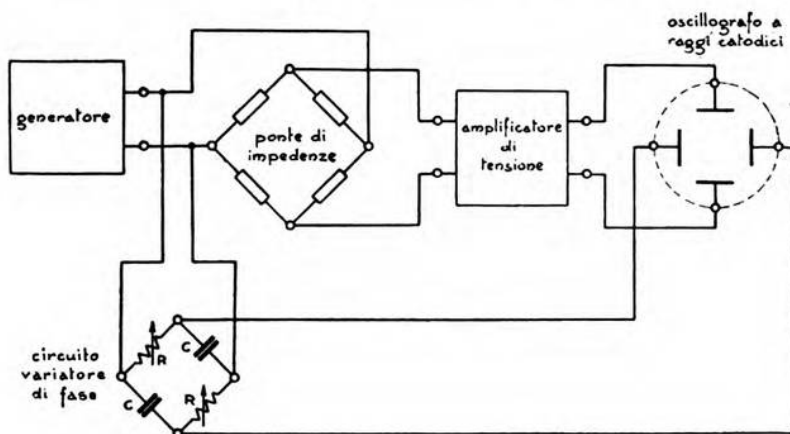 oscillografo a
raggi catodici
generatore
ponte di
impedenze
amplificatore
di
tensione
circuito
variatore
di fase
R
C
C
R